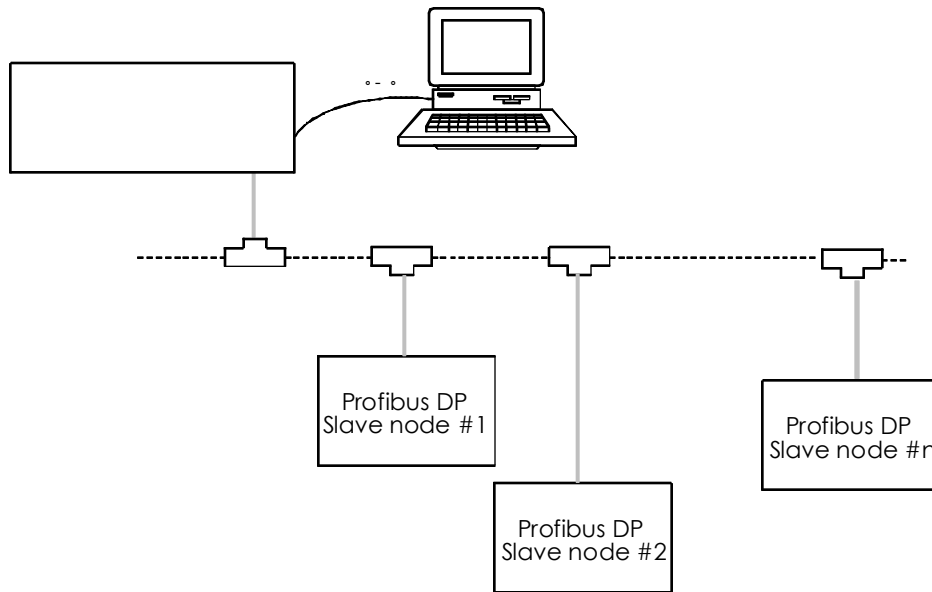 Profibus DP
Slave node #1
Profibus DP
Slave node #2
Profibus DP
Slave node #n